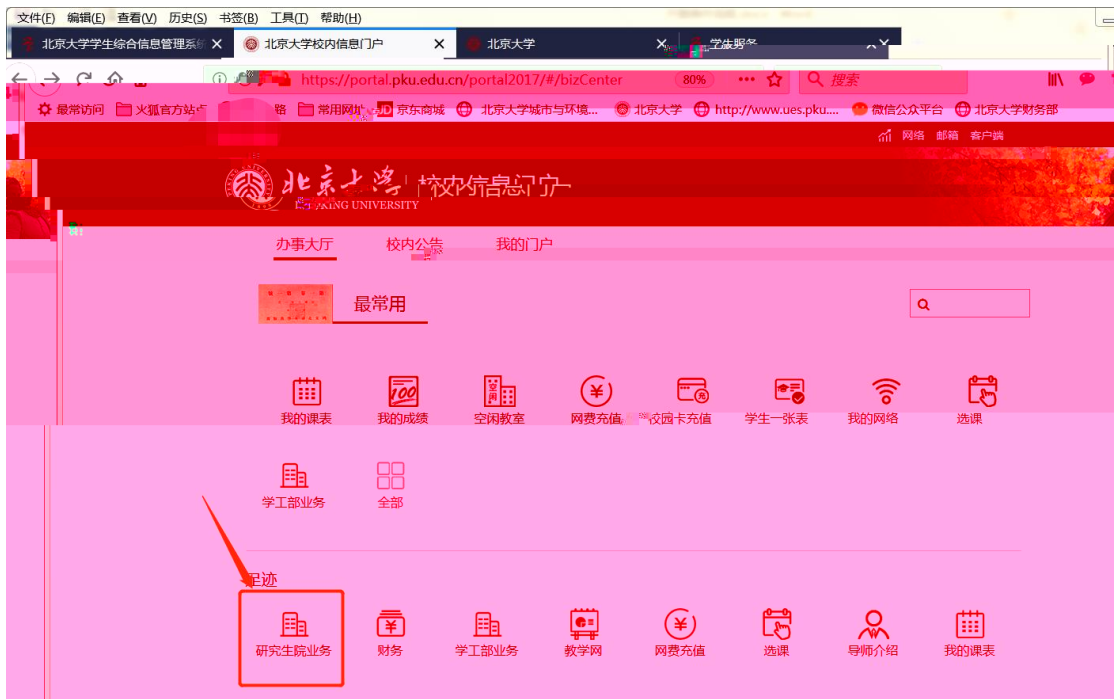 文件(F) 编辑(E) 查看(V) 历史(S) 书签(B) 工具(T) 帮助(H)
北京大学学生综合信息管理系统 × 北京大学校内信息门户 × 北京大学 × 学生服务 ×
https://portal.pku.edu.cn/portal2017/#/bizCenter 80% ••• 搜索
最常访问 火狐官方站点 常用网址 JD 京东商城 北京大学城市与环境... 北京大学 http://www.ues.pku.... 微信公众平台 北京大学财务部
网络 邮箱 客户端
北京大学 校内信息门户
PEKING UNIVERSITY
办事大厅 校内公告 我的门户
最常用
我的课表 我的成绩 空闲教室 网费充值 校园卡充值 学生一张表 我的网络 选课
学工部业务 全部
足迹
研究生院业务 财务 学工部业务 教学网 网费充值 选课 导师介绍 我的课表